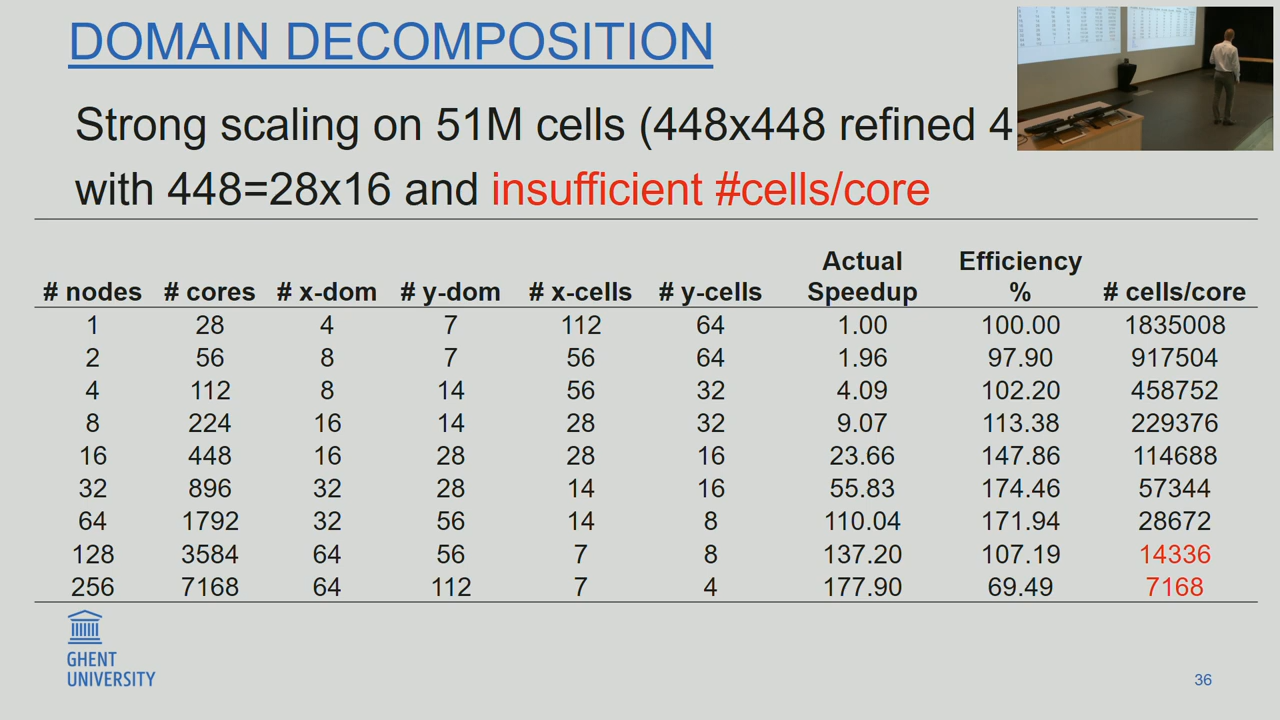 DOMAIN DECOMPOSITION
Strong scaling on 51M cells (448x448 refined 4
with 448=28x16 and insufficient #cells/core
# nodes # cores # x-dom # y-dom # x-cells # y-cells Actual Speedup Efficiency % # cells/core
1 28 4 7 112 64 1.00 100.00 1835008
2 56 8 7 56 64 1.96 97.90 917504
4 112 8 14 56 32 4.09 102.20 458752
8 224 16 14 28 32 9.07 113.38 229376
16 448 16 28 28 16 23.66 147.86 114688
32 896 32 28 14 16 55.83 174.46 57344
64 1792 32 56 14 8 110.04 171.94 28672
128 3584 64 56 7 8 137.20 107.19 14336
256 7168 64 112 7 4 177.90 69.49 7168
GHENT
UNIVERSITY
36